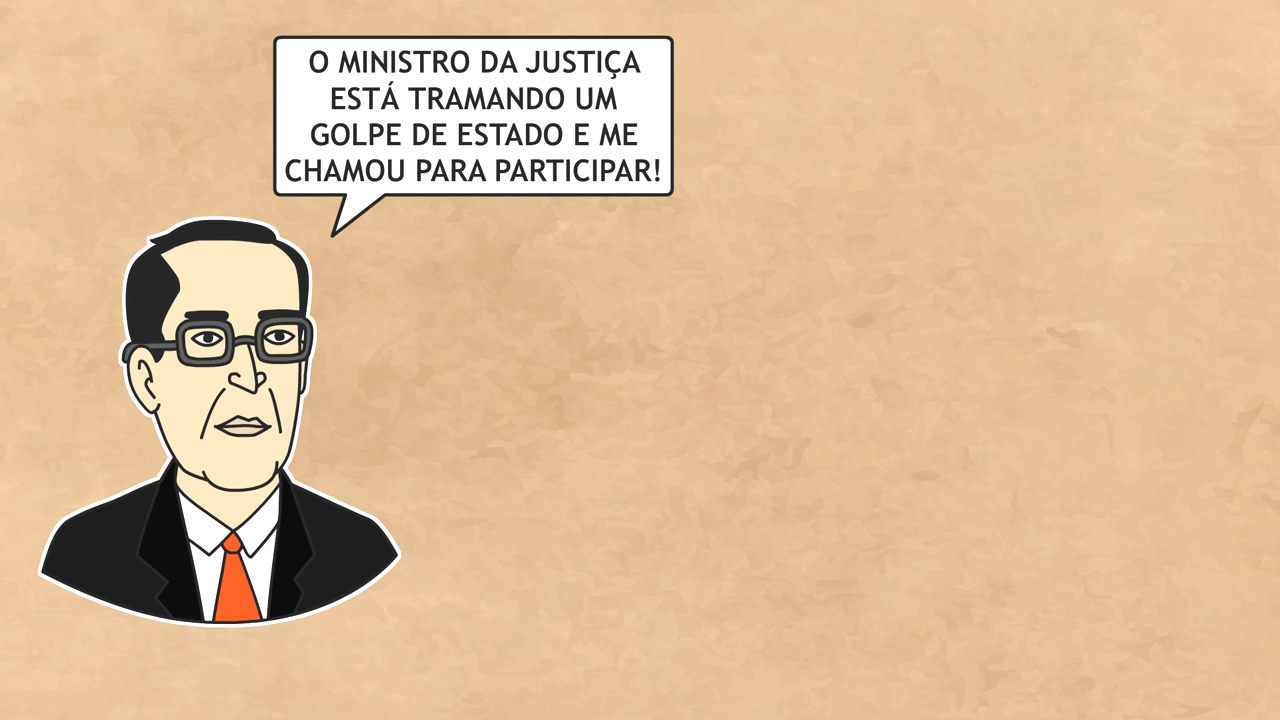 O MINISTRO DA JUSTIÇA
ESTÁ TRAMANDO UM
GOLPE DE ESTADO E ME
CHAMOU PARA PARTICIPAR!